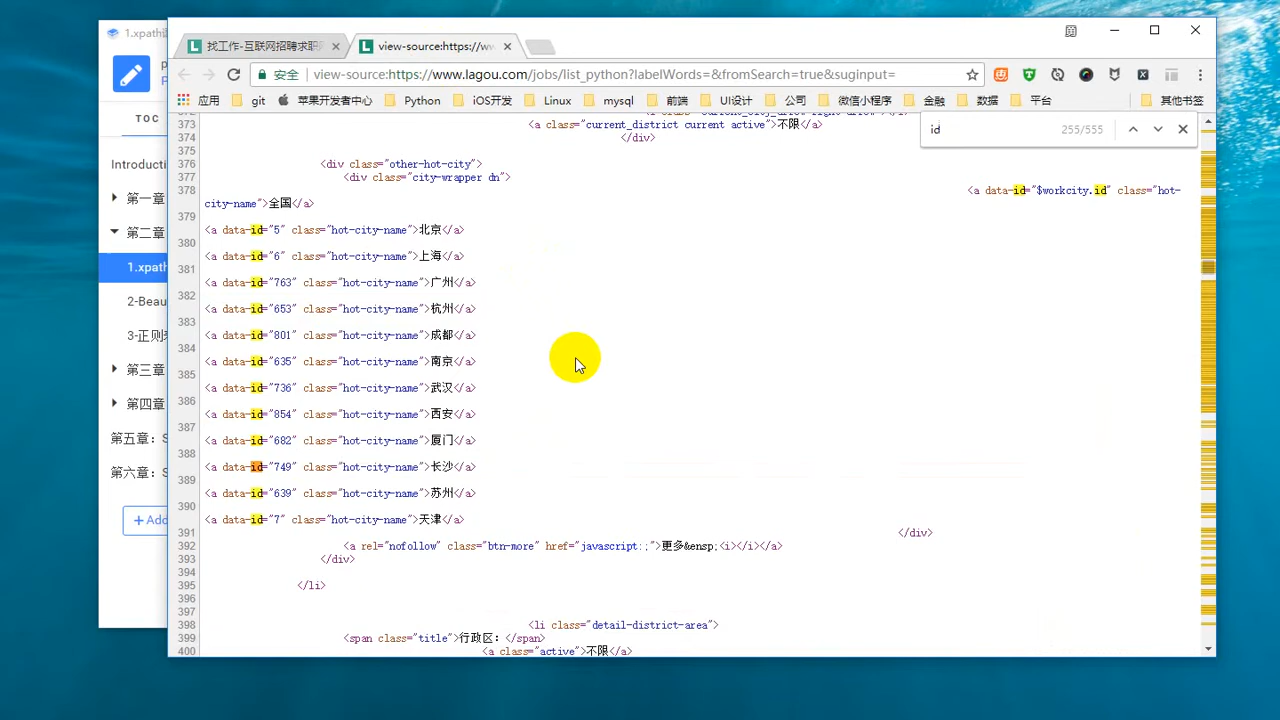 1.xpath
找工作-互联网招聘求职
view-source:https://ww
安全 view-source:https://www.lagou.com/jobs/list_python?labelWords=&fromSearch=true&suginput=
应用 git 苹果开发者中心 Python iOS开发 Linux mysql 前端 UI设计 公司 微信小程序 金融 数据 平台 其他书签
TOC
id 255/555
Introducti
第一章
第二章
1.xpath
2-Beau
3-正则
第三章
第四章
第五章：S
第六章：S
+ Add
373 <a class="current_district current active">不限</a>
374 </div>
375
376 <div class="other-hot-city">
377 <div class="city-wrapper dn">
378 <a data-id="$workcity.id" class="hot-
city-name">全国</a>
379
<a data-id="5" class="hot-city-name">北京</a>
380
<a data-id="6" class="hot-city-name">上海</a>
381
<a data-id="763" class="hot-city-name">广州</a>
382
<a data-id="653" class="hot-city-name">杭州</a>
383
<a data-id="801" class="hot-city-name">成都</a>
384
<a data-id="635" class="hot-city-name">南京</a>
385
<a data-id="736" class="hot-city-name">武汉</a>
386
<a data-id="854" class="hot-city-name">西安</a>
387
<a data-id="682" class="hot-city-name">厦门</a>
388
<a data-id="749" class="hot-city-name">长沙</a>
389
<a data-id="639" class="hot-city-name">苏州</a>
390
<a data-id="7" class="hot-city-name">天津</a>
391 </div>
392 <a rel="nofollow" class="btn-more" href="javascript:;">更多&ensp;<i></i></a>
393 </div>
394
395 </li>
396
397
398 <li class="detail-district-area">
399 <span class="title">行政区：</span>
400 <a class="active">不限</a>